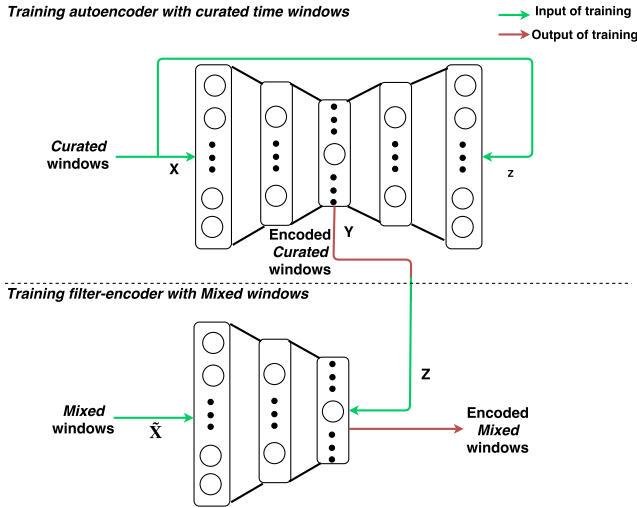 Training autoencoder with curated time windows
Input of training
Output of training
Curated
windows
X
z
Encoded
Curated
windows
Y
Training filter-encoder with Mixed windows
Z
Mixed
windows
X̃
Encoded
Mixed
windows